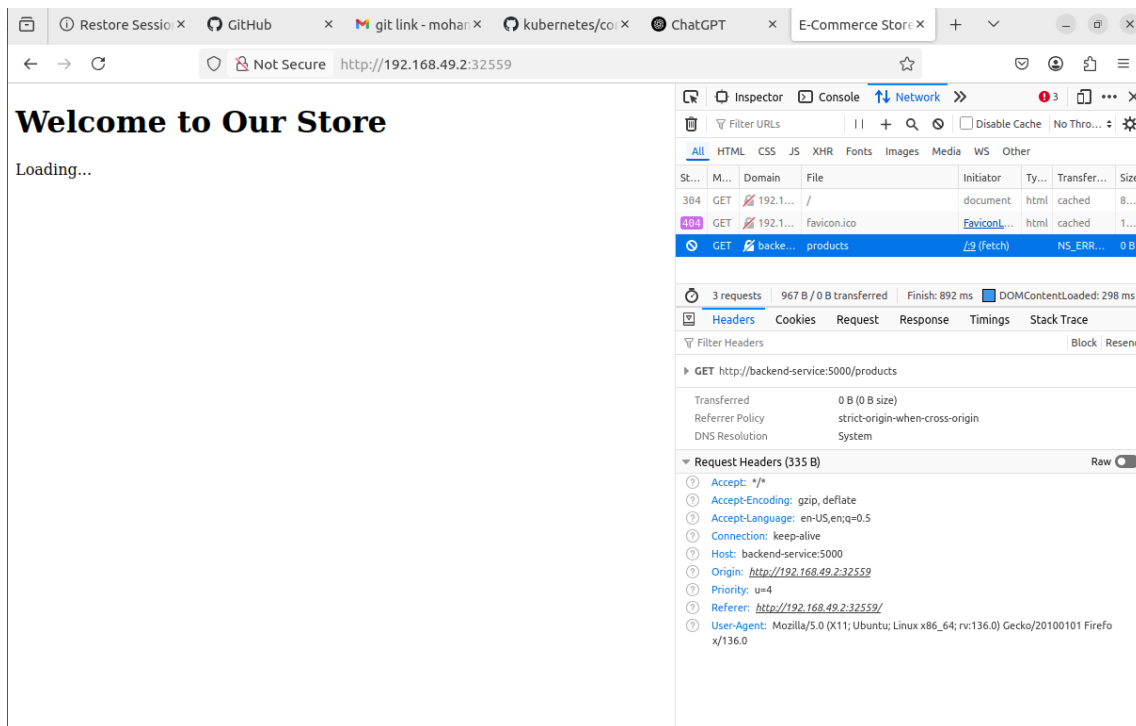 Restore Sessio
GitHub
git link - mohan
kubernetes/co
ChatGPT
E-Commerce Store
Not Secure http://192.168.49.2:32559
Welcome to Our Store
Loading...
Inspector Console Network 3
Filter URLs Disable Cache No Thro...
All HTML CSS JS XHR Fonts Images Media WS Other
St... M... Domain File Initiator Ty... Transfer... Size
304 GET 192.1... / document html cached 8...
404 GET 192.1... favicon.ico FaviconL... html cached 1...
GET backe... products /:9 (fetch) NS_ERR... 0 B
3 requests 967 B / 0 B transferred Finish: 892 ms DOMContentLoaded: 298 ms
Headers Cookies Request Response Timings Stack Trace
Filter Headers Block Resend
GET http://backend-service:5000/products
Transferred 0 B (0 B size)
Referrer Policy strict-origin-when-cross-origin
DNS Resolution System
Request Headers (335 B) Raw
Accept: */*
Accept-Encoding: gzip, deflate
Accept-Language: en-US,en;q=0.5
Connection: keep-alive
Host: backend-service:5000
Origin: http://192.168.49.2:32559
Priority: u=4
Referer: http://192.168.49.2:32559/
User-Agent: Mozilla/5.0 (X11; Ubuntu; Linux x86_64; rv:136.0) Gecko/20100101 Firefo
x/136.0